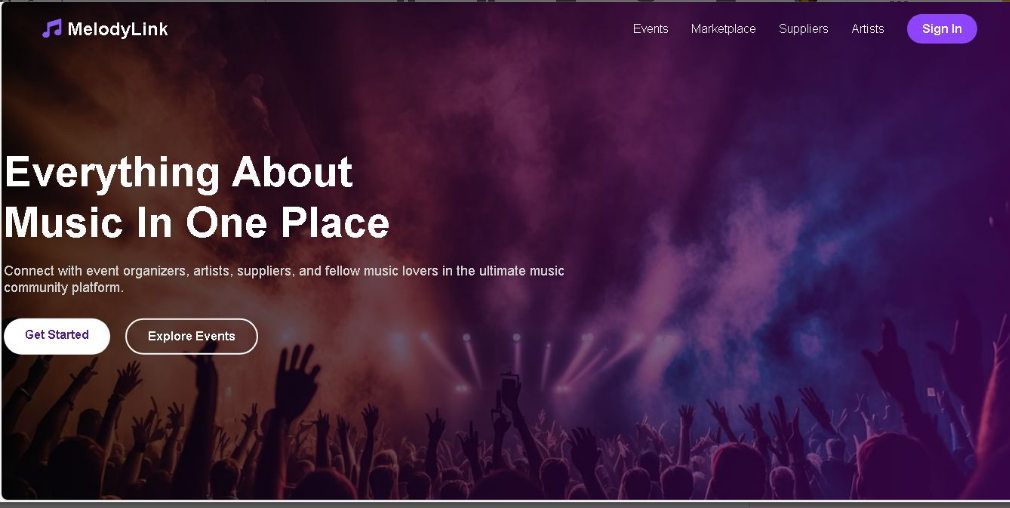 MelodyLink
Events
Marketplace
Suppliers
Artists
Sign In
Everything About
Music In One Place
Connect with event organizers, artists, suppliers, and fellow music lovers in the ultimate music
community platform.
Get Started
Explore Events